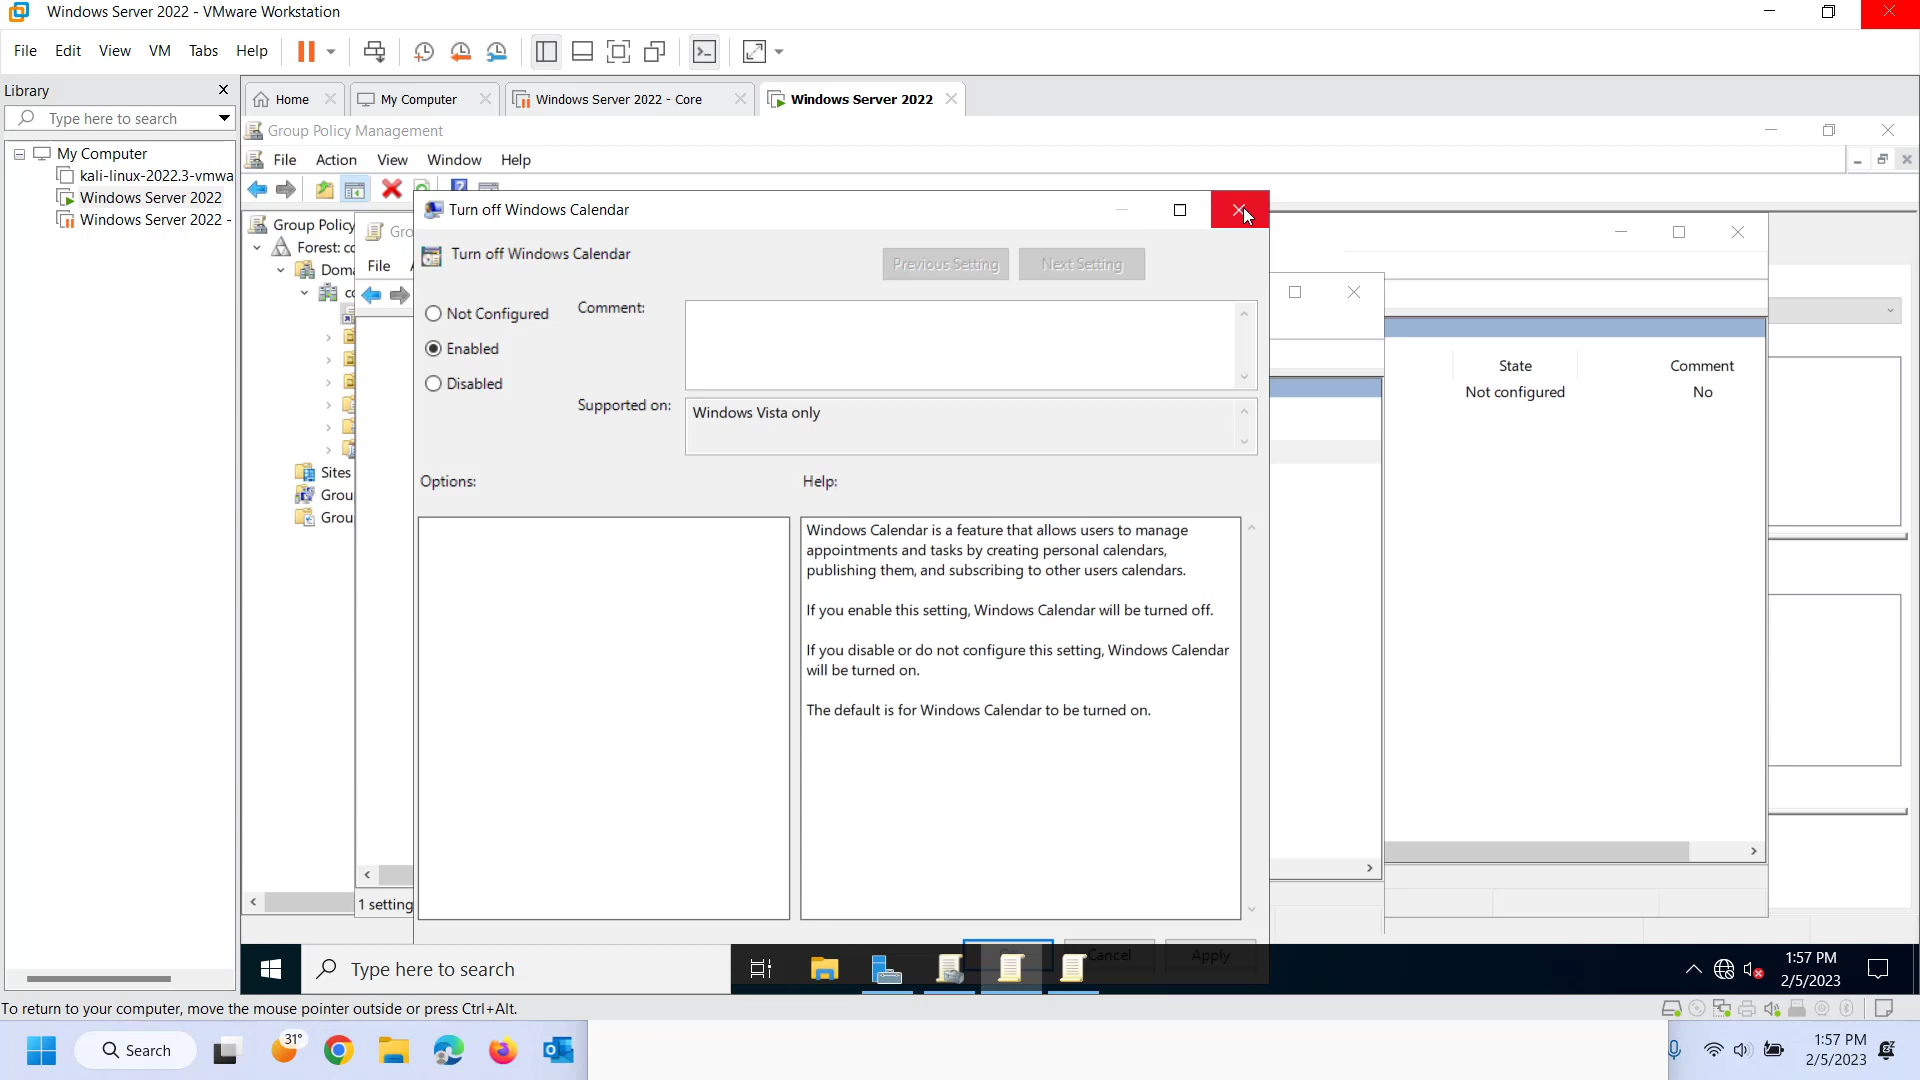 Windows Server 2022 - VMware Workstation
File Edit View VM Tabs Help
Library
Home
My Computer
Windows Server 2022 - Core
Windows Server 2022
Type here to search
My Computer
kali-linux-2022.3-vmwa
Windows Server 2022
Windows Server 2022 -
Group Policy Management
File Action View Window Help
Group Policy
Forest: co
Doma
Sites
Grou
Grou
File
1 setting
Turn off Windows Calendar
Turn off Windows Calendar
Previous Setting
Next Setting
Not Configured
Enabled
Disabled
Comment:
Supported on:
Windows Vista only
Options:
Help:
Windows Calendar is a feature that allows users to manage
appointments and tasks by creating personal calendars,
publishing them, and subscribing to other users calendars.
If you enable this setting, Windows Calendar will be turned off.
If you disable or do not configure this setting, Windows Calendar
will be turned on.
The default is for Windows Calendar to be turned on.
Cancel
Apply
State Comment
Not configured No
Type here to search
1:57 PM
2/5/2023
To return to your computer, move the mouse pointer outside or press Ctrl+Alt.
31°
Search
1:57 PM
2/5/2023